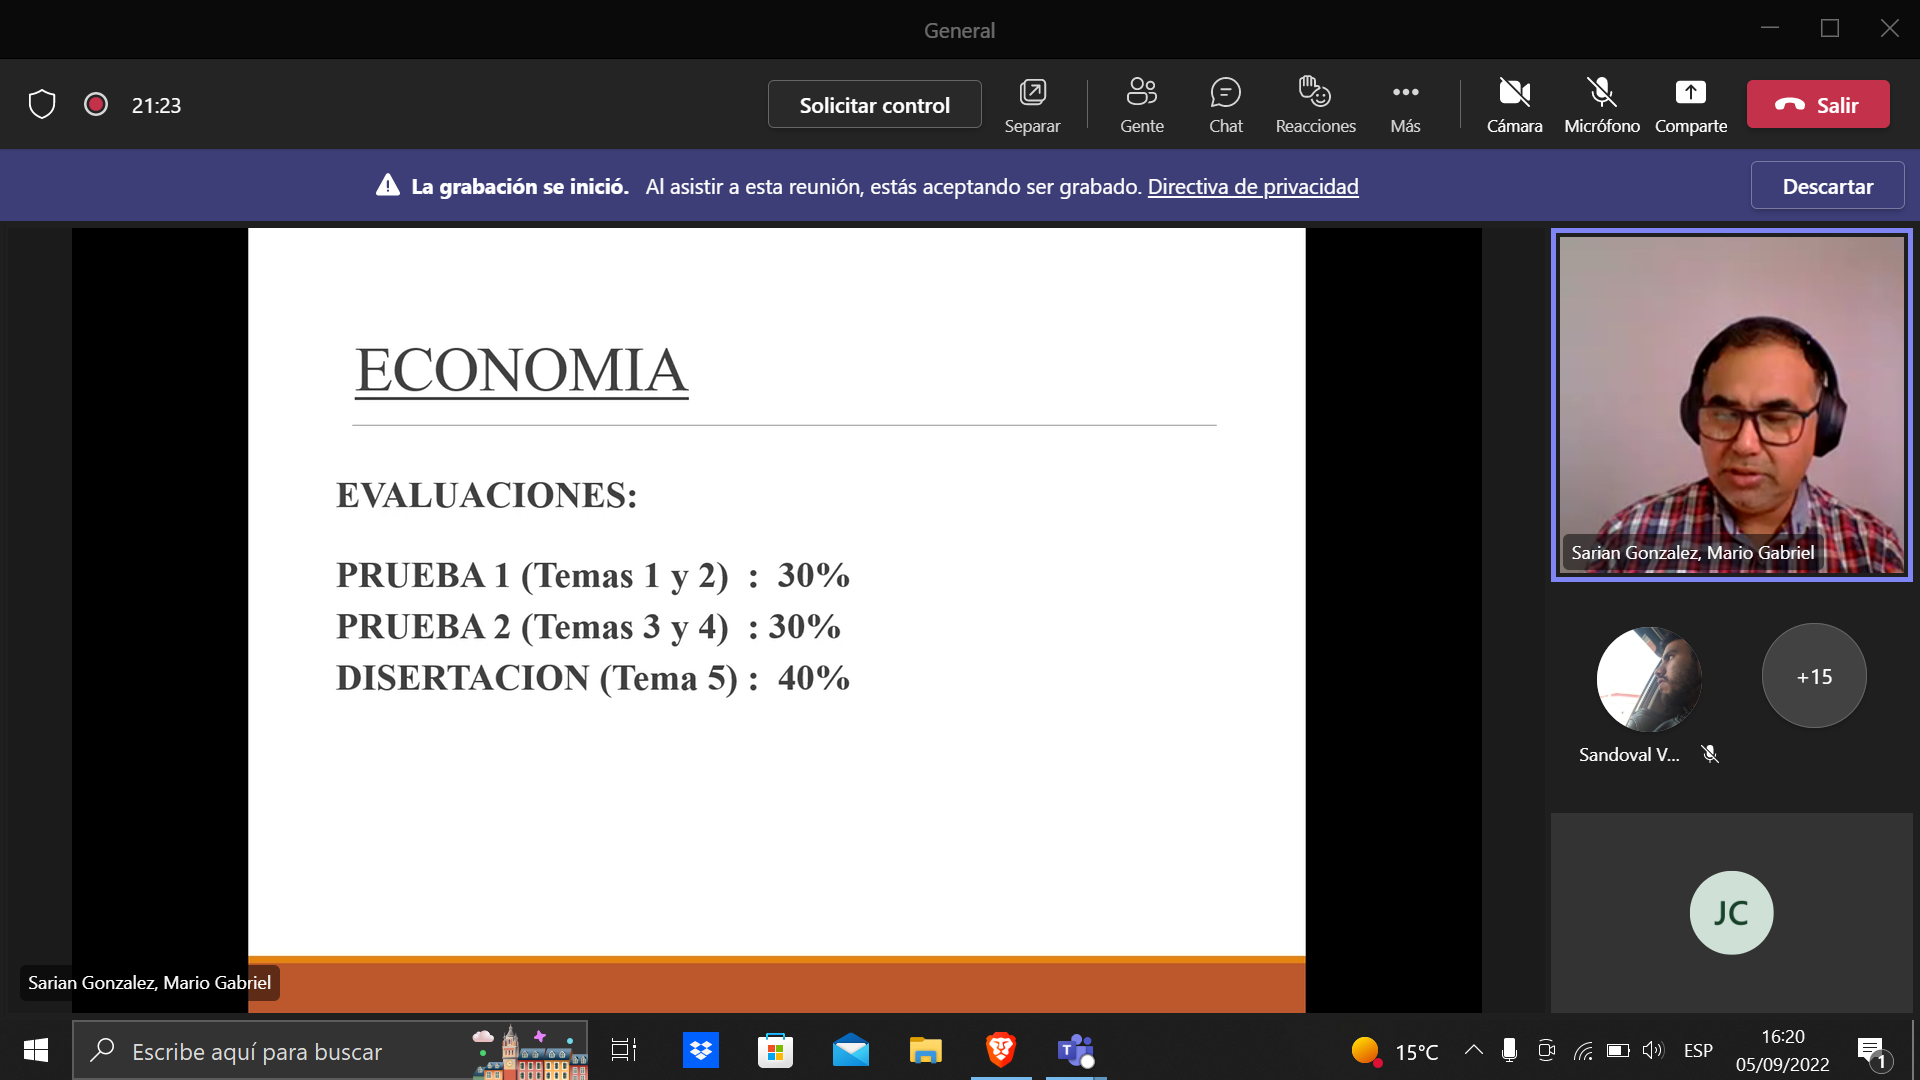 General
21:23
Solicitar control
Separar
Gente
Chat
Reacciones
Más
Cámara
Micrófono
Comparte
Salir
La grabación se inició. Al asistir a esta reunión, estás aceptando ser grabado. Directiva de privacidad
Descartar
ECONOMIA
EVALUACIONES:
PRUEBA 1 (Temas 1 y 2) : 30%
PRUEBA 2 (Temas 3 y 4) : 30%
DISERTACION (Tema 5) : 40%
Sarian Gonzalez, Mario Gabriel
Sarian Gonzalez, Mario Gabriel
Sandoval V...
+15
JC
Escribe aquí para buscar
T
15°C
ESP
16:20
05/09/2022
1